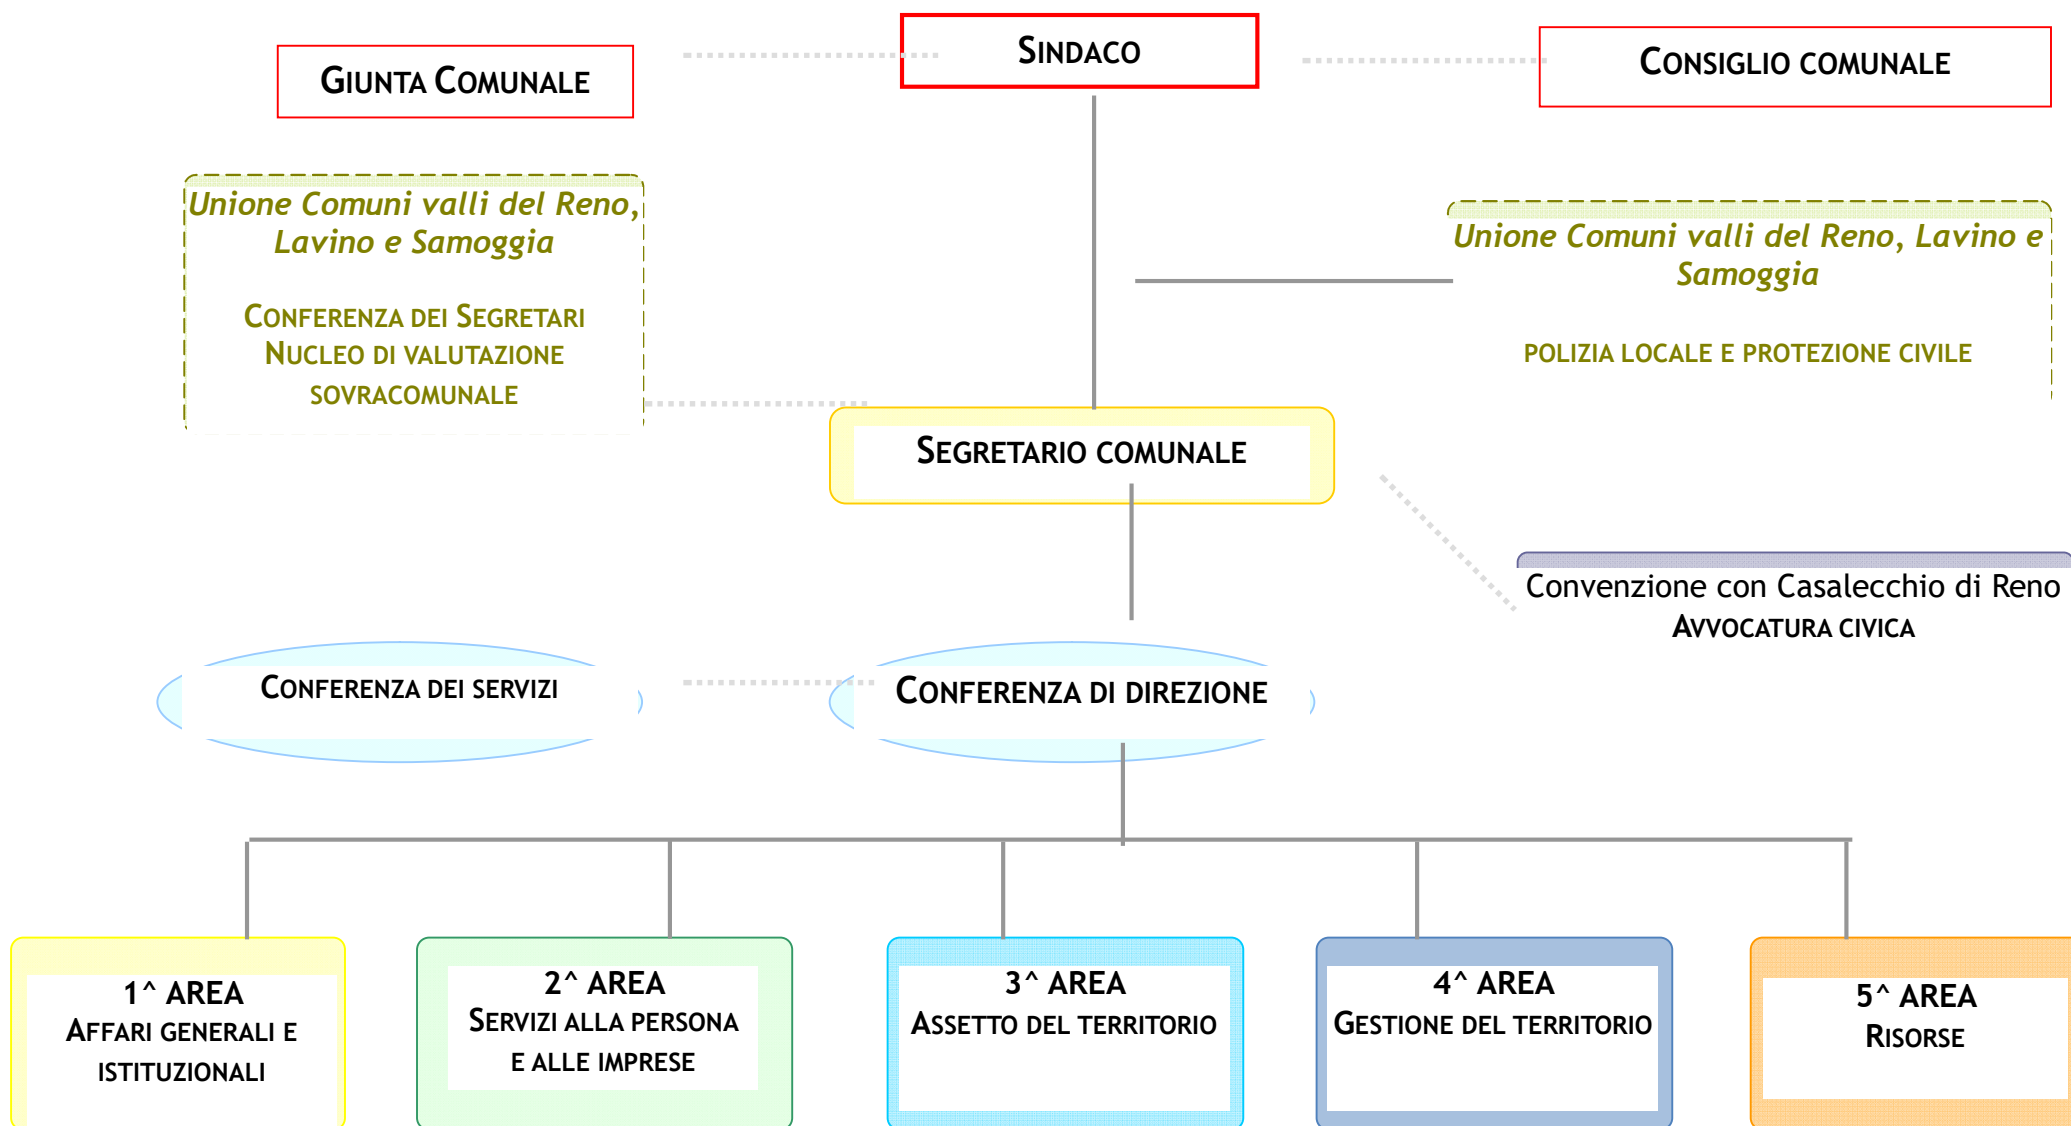 SINDACO
GIUNTA COMUNALE
CONSIGLIO COMUNALE
Unione Comuni valli del Reno,
Lavino e Samoggia
CONFERENZA DEI SEGRETARI
NUCLEO DI VALUTAZIONE
SOVRACOMUNALE
Unione Comuni valli del Reno, Lavino e
Samoggia
POLIZIA LOCALE E PROTEZIONE CIVILE
SEGRETARIO COMUNALE
Convenzione con Casalecchio di Reno
AVVOCATURA CIVICA
CONFERENZA DEI SERVIZI
CONFERENZA DI DIREZIONE
1^ AREA
AFFARI GENERALI E
ISTITUZIONALI
2^ AREA
SERVIZI ALLA PERSONA
E ALLE IMPRESE
3^ AREA
ASSETTO DEL TERRITORIO
4^ AREA
GESTIONE DEL TERRITORIO
5^ AREA
RISORSE